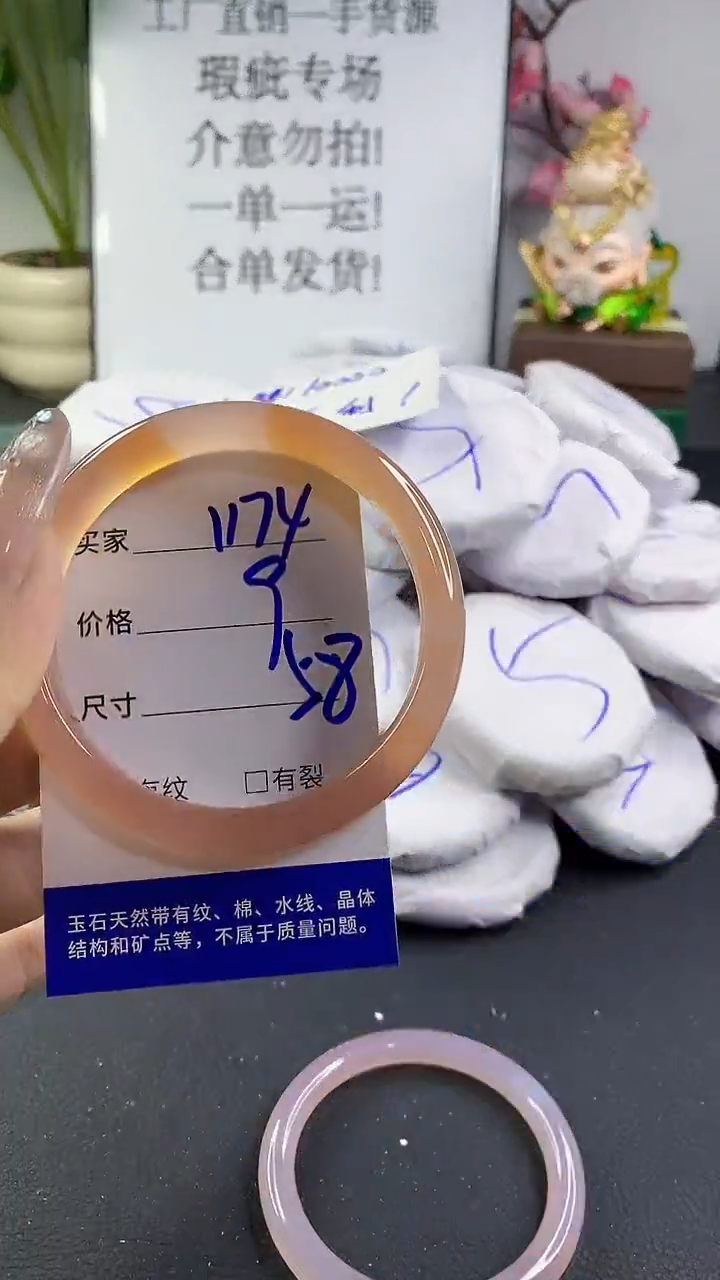 工厂直销一手货源
瑕疵专场
介意勿拍!
一单一运!
合单发货!
买家 1174
价格 9
尺寸 58
有纹 □有裂
玉石天然带有纹、棉、水线、晶体
结构和矿点等，不属于质量问题。